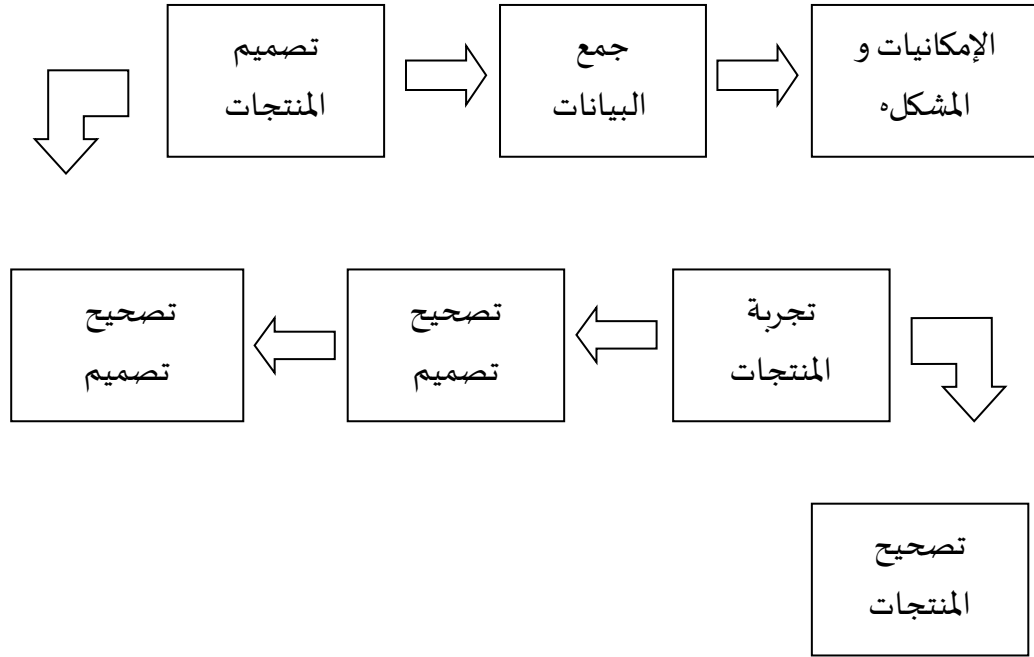 الإمكانيات و
المشكله
جمع
البيانات
تصميم
المنتجات
تجربة
المنتجات
تصحيح
تصميم
تصحيح
تصميم
تصحيح
المنتجات